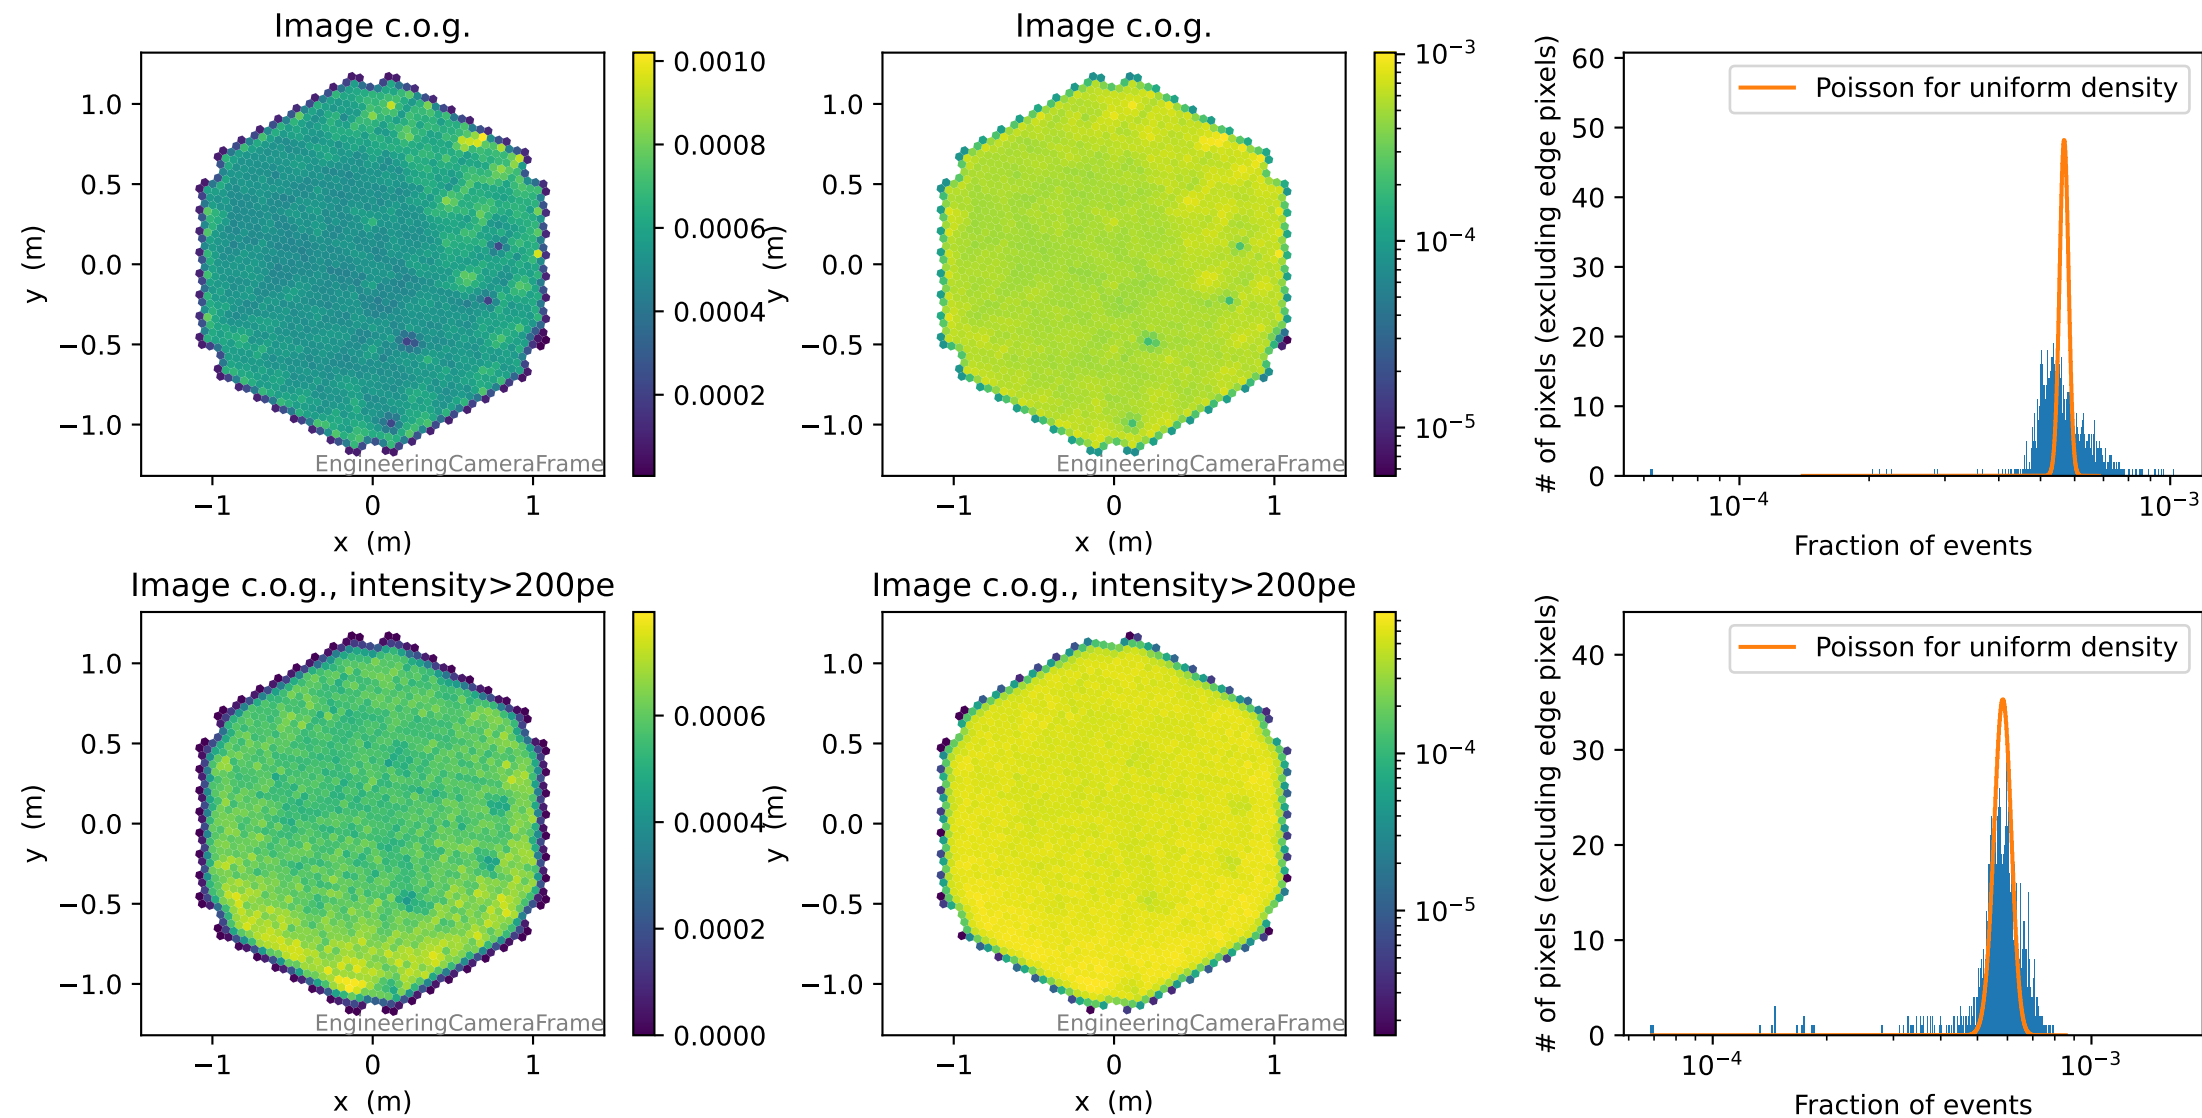 Image c.o.g.
1.0
0.5
0.0
−0.5
−1.0
y (m)
−1
0
1
x (m)
EngineeringCameraFrame
0.0010
0.0008
0.0006
0.0004
0.0002
Image c.o.g.
1.0
0.5
0.0
−0.5
−1.0
y (m)
−1
0
1
x (m)
EngineeringCameraFrame
10⁻³
10⁻⁴
10⁻⁵
# of pixels (excluding edge pixels)
60
50
40
30
20
10
0
Poisson for uniform density
10⁻⁴
10⁻³
Fraction of events
Image c.o.g., intensity>200pe
1.0
0.5
0.0
−0.5
−1.0
y (m)
−1
0
1
x (m)
EngineeringCameraFrame
0.0006
0.0004
0.0002
0.0000
Image c.o.g., intensity>200pe
1.0
0.5
0.0
−0.5
−1.0
y (m)
−1
0
1
x (m)
EngineeringCameraFrame
10⁻⁴
10⁻⁵
# of pixels (excluding edge pixels)
40
30
20
10
0
Poisson for uniform density
10⁻⁴
10⁻³
Fraction of events